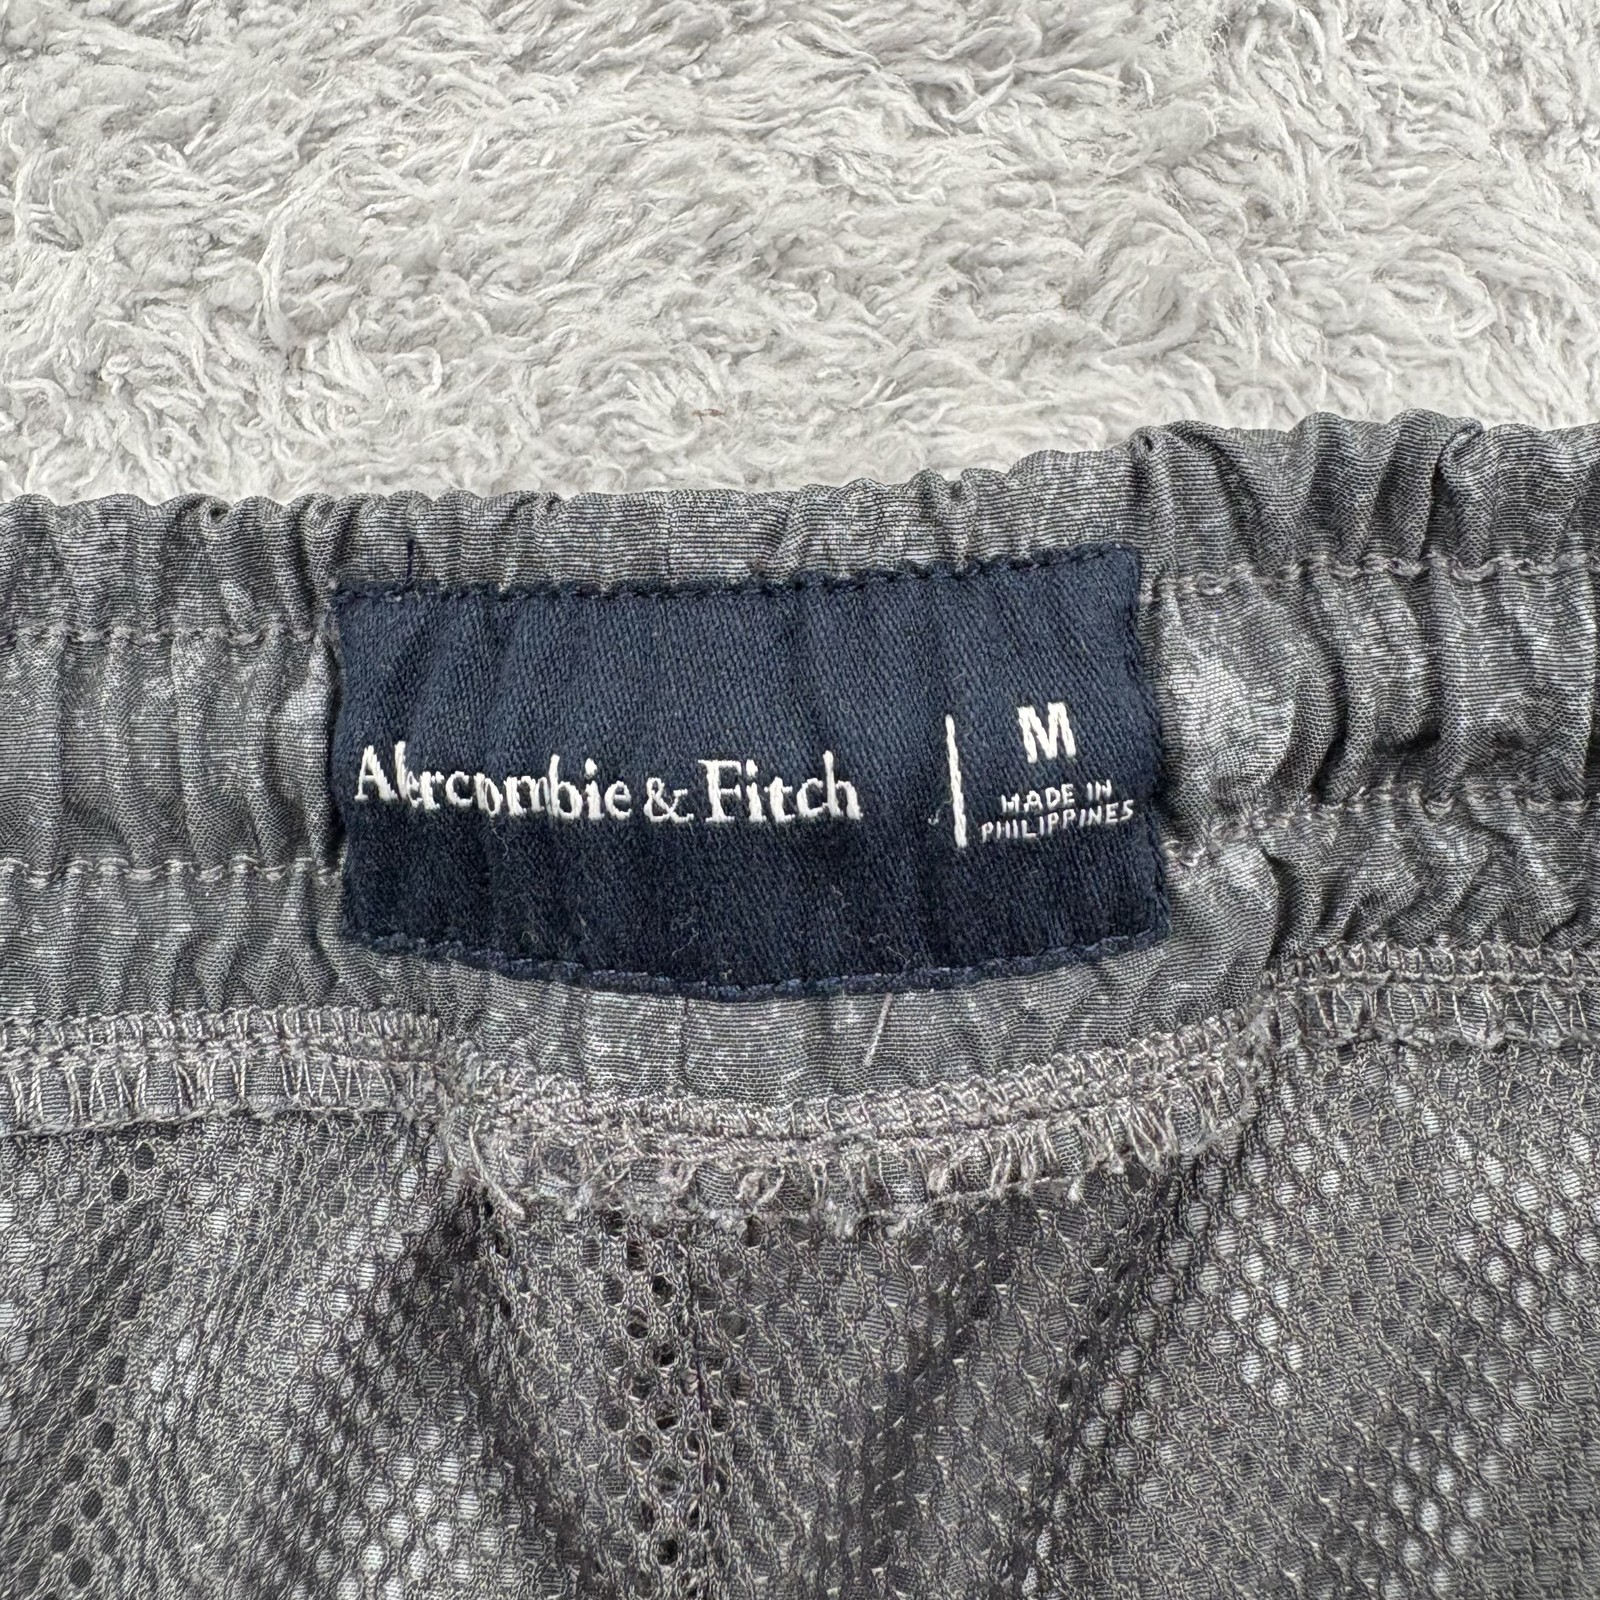 Abercrombie & Fitch
M
MADE IN
PHILIPPINES